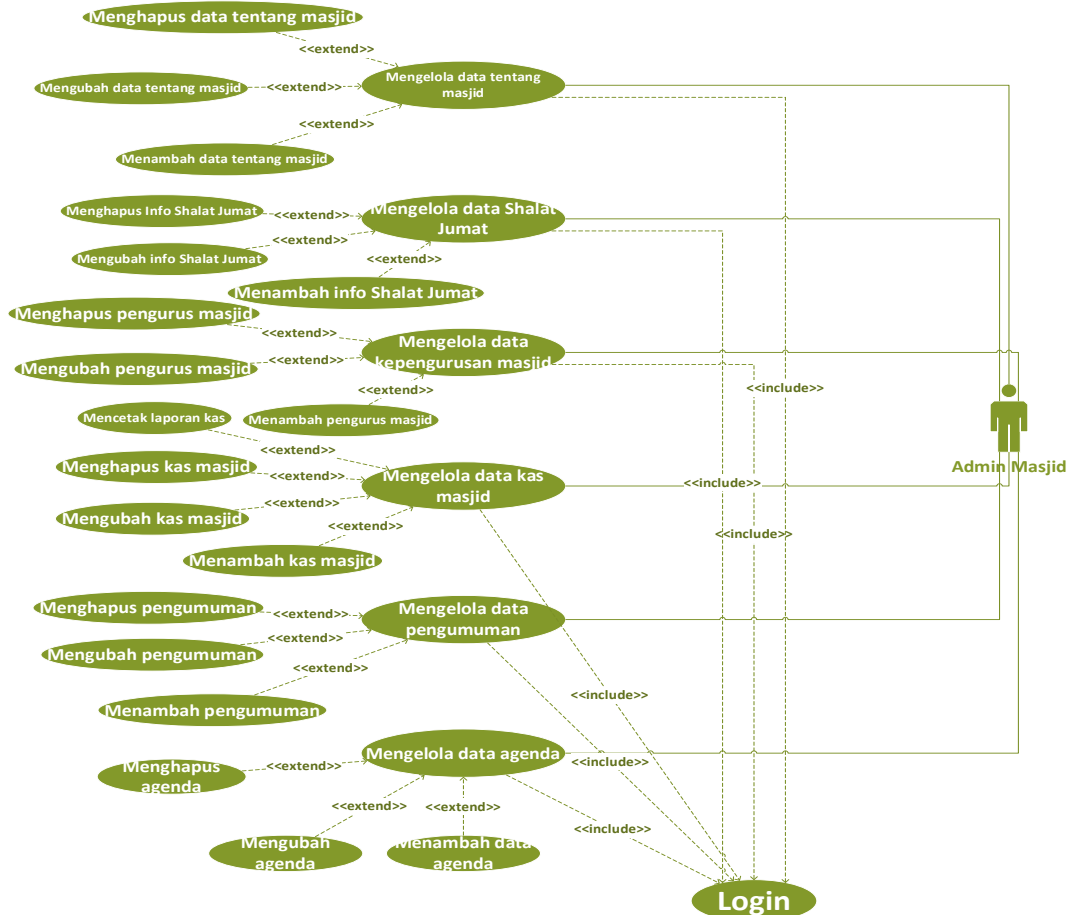 Menghapus data tentang masjid
<<extend>>
Mengelola data tentang
masjid
Mengubah data tentang masjid
<<extend>>
<<extend>>
Menambah data tentang masjid
Menghapus Info Shalat Jumat
<<extend>>
Mengelola data Shalat
Jumat
Mengubah info Shalat Jumat
<<extend>>
<<extend>>
Menambah info Shalat Jumat
Menghapus pengurus masjid
<<extend>>
Mengelola data
kepengurusan masjid
Mengubah pengurus masjid
<<extend>>
<<extend>>
Menambah pengurus masjid
<<include>>
Admin Masjid
Mencetak laporan kas
<<extend>>
Menghapus kas masjid
<<extend>>
Mengelola data kas
masjid
<<include>>
Mengubah kas masjid
<<extend>>
<<extend>>
<<include>>
Menambah kas masjid
Menghapus pengumuman
<<extend>>
Mengelola data
pengumuman
Mengubah pengumuman
<<extend>>
<<extend>>
Menambah pengumuman
<<include>>
Mengelola data agenda
<<include>>
Menghapus
agenda
<<extend>>
<<extend>>
<<extend>>
<<include>>
Mengubah
agenda
Menambah data
agenda
Login